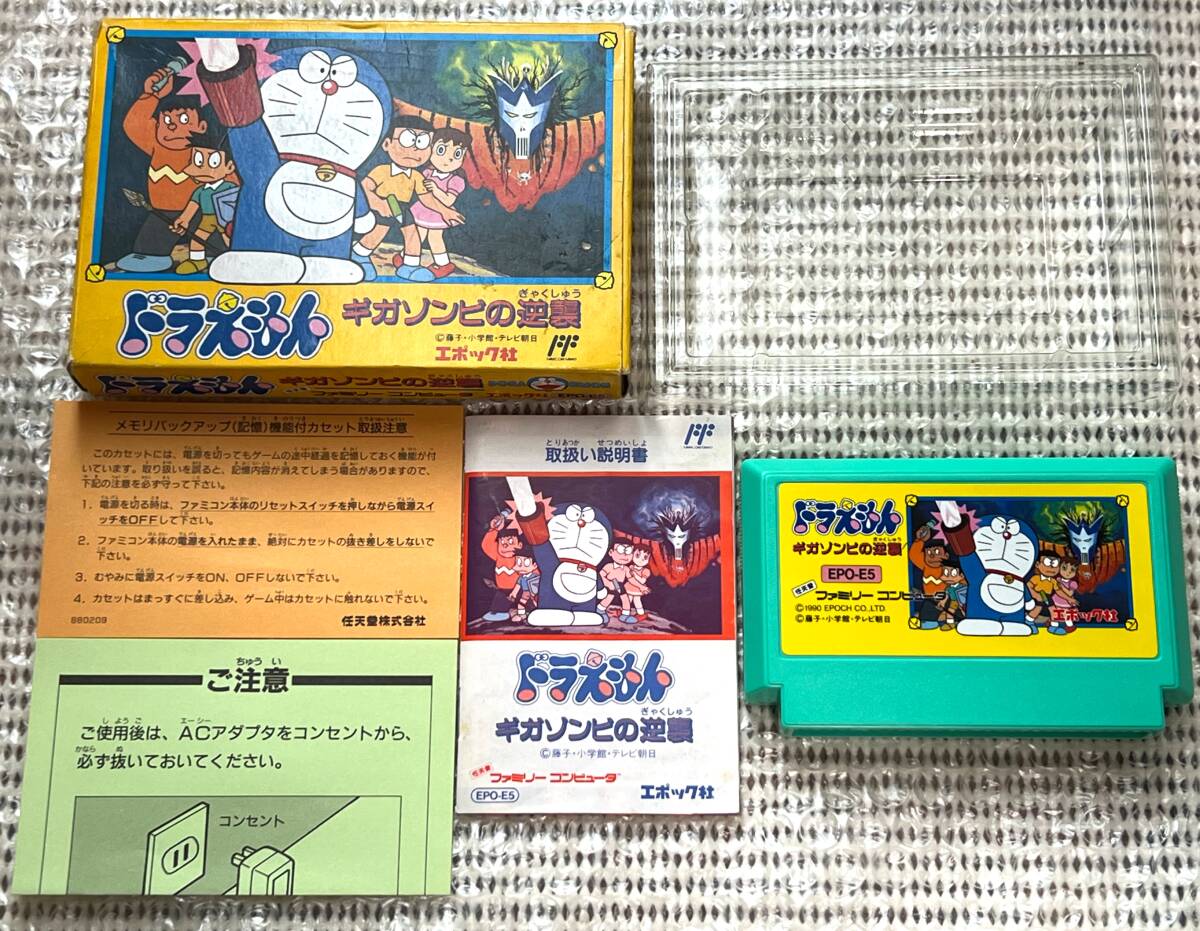 ドラえもん
ギガソンビの逆襲
ぎゃくしゅう
©藤子・小学館・テレビ朝日
エポック社
ドラえもん ギガゾンビの逆襲
ファミリーコンピュータ エポック社 EPO-E5
メモリバックアップ(記憶)機能付カセット取扱注意
このカセットには、電源を切ってもゲームの途中経過を記憶しておく機能が付
いています。取り扱いを誤ると、記憶内容が消えてしまう場合がありますので、
下記の注意を必ず守って下さい。
1. 電源を切る時は、ファミコン本体のリセットスイッチを押しながら電源スイ
ッチをOFFして下さい。
2. ファミコン本体の電源を入れたまま、絶対にカセットの抜き差しをしないで
下さい。
3. むやみに電源スイッチをON、OFFしないで下さい。
4. カセットはまっすぐに差し込み、ゲーム中はカセットに触れないで下さい。
880209
任天堂株式会社
ちゅうい
ご注意
ご使用後は、ACアダプタをコンセントから、
必ず抜いておいてください。
コンセント
とりあつか せつめいしょ
取扱い説明書
ドラえもん
ぎゃくしゅう
ギガゾンビの逆襲
©藤子・小学館・テレビ朝日
ファミリーコンピュータ
EPO-E5
エポック社
ドラえもん
ぎゃくしゅう
ギガゾンビの逆襲
EPO-E5
ファミリーコンピュータ
©1990 EPOCH CO.,LTD.
©藤子・小学館・テレビ朝日
エポック社